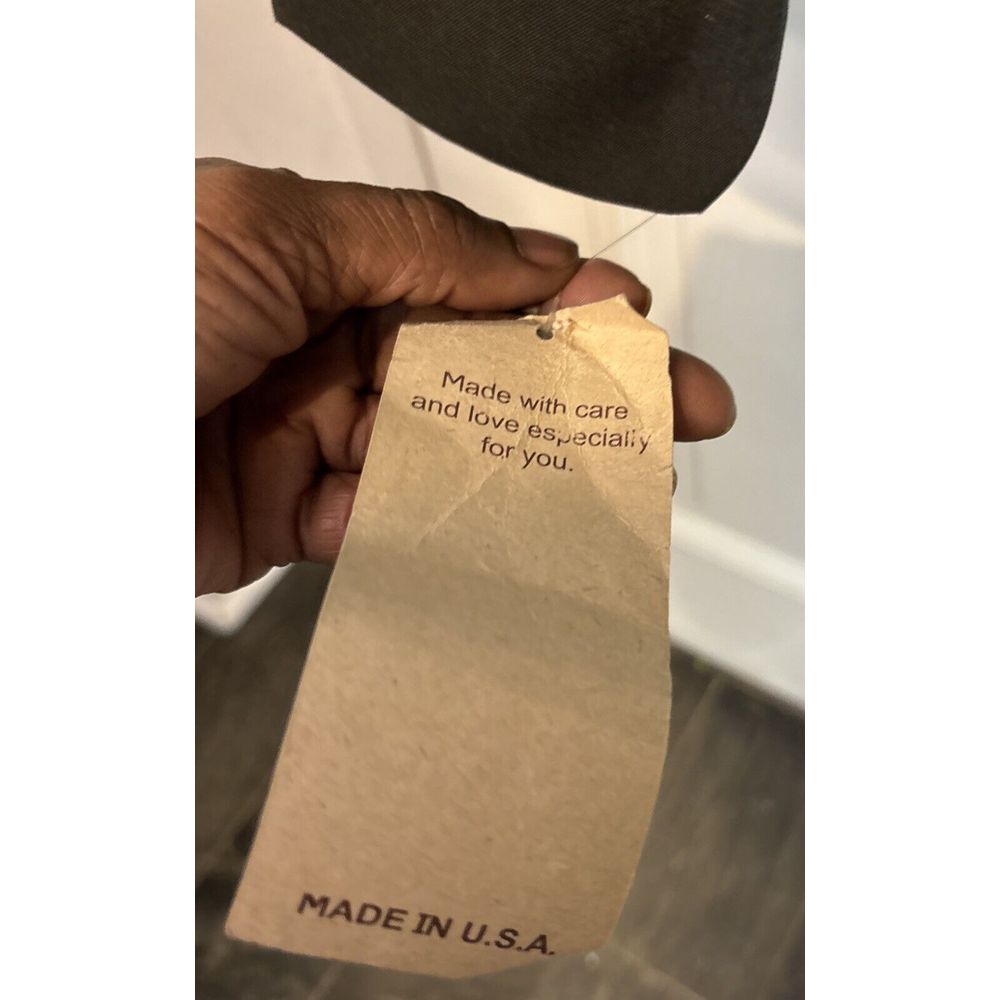 Made with care
and love especially
for you.
MADE IN U.S.A.